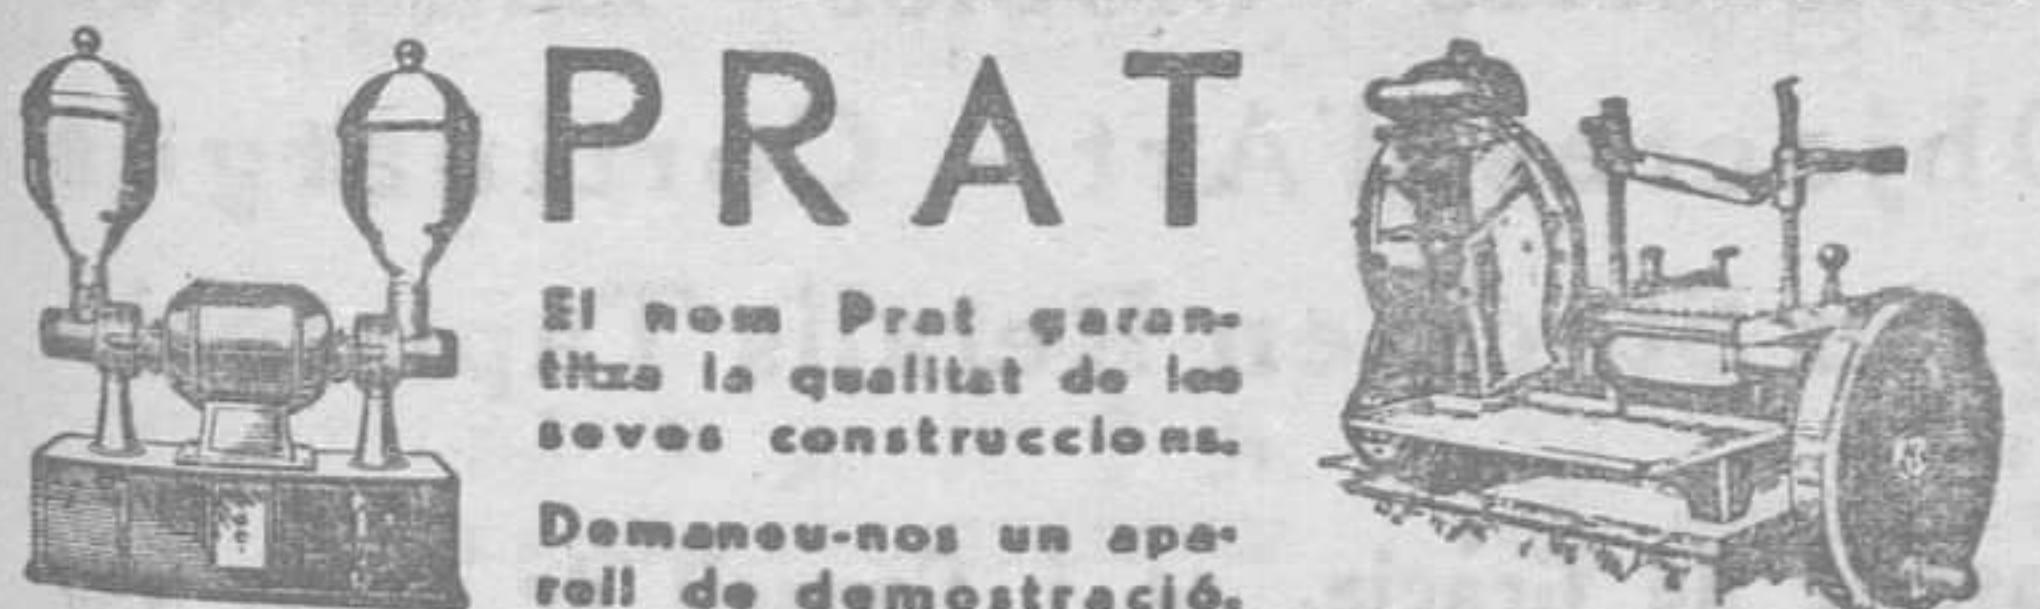 PRAT
El nom Prat garan-
titza la qualitat de les
seves construccions.
Demaneu-nos un apa-
rell de demostració.